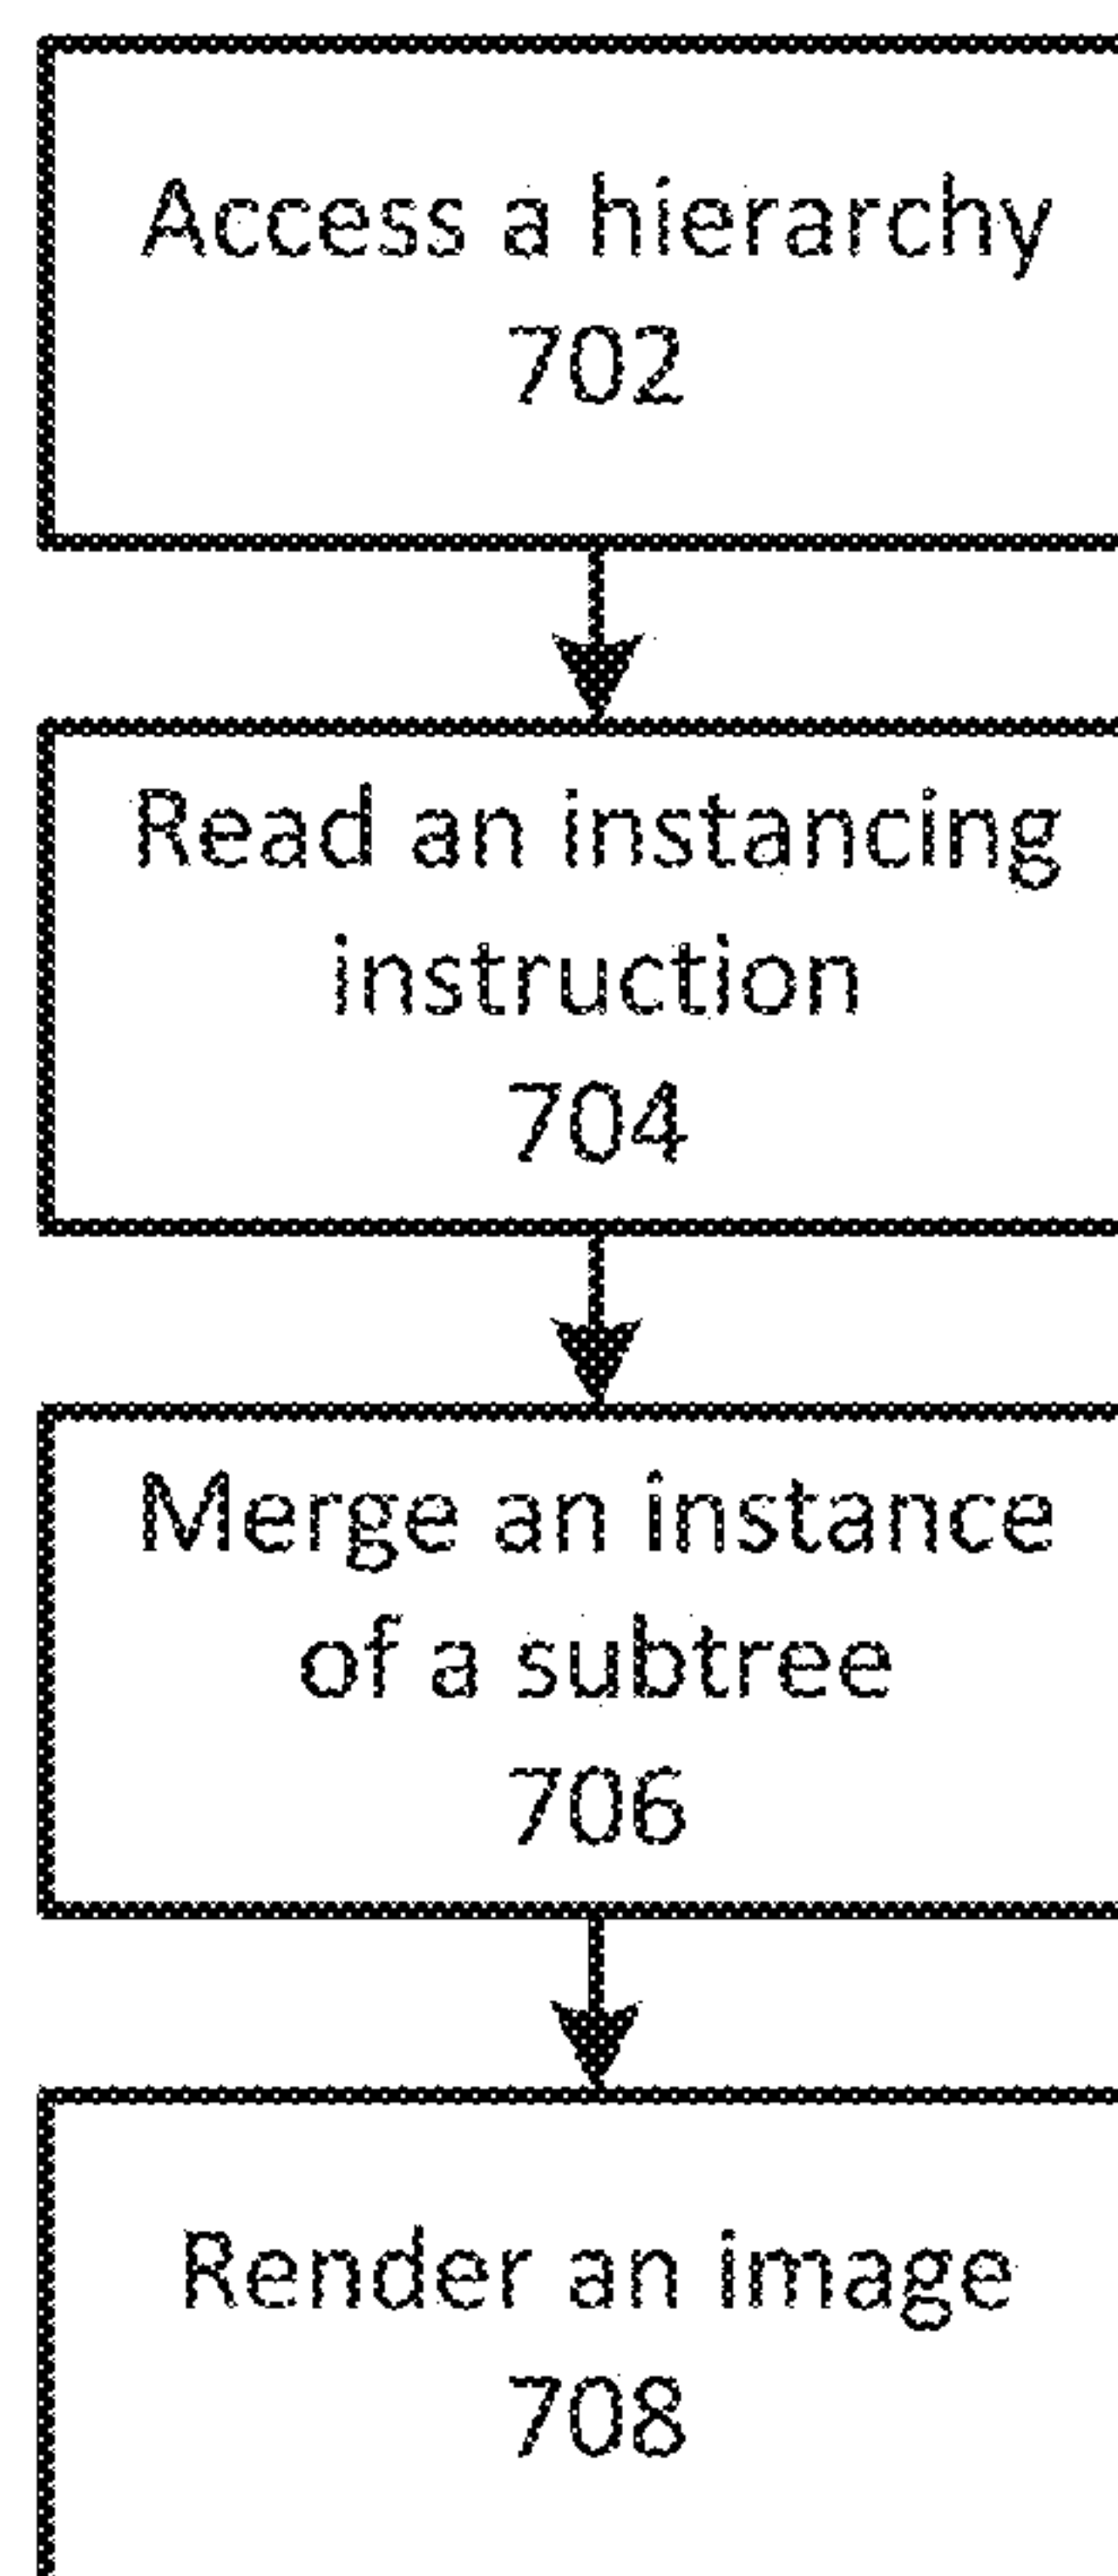 Access a hierarchy
702
Read an instancing
instruction
704
Merge an instance
of a subtree
706
Render an image
708